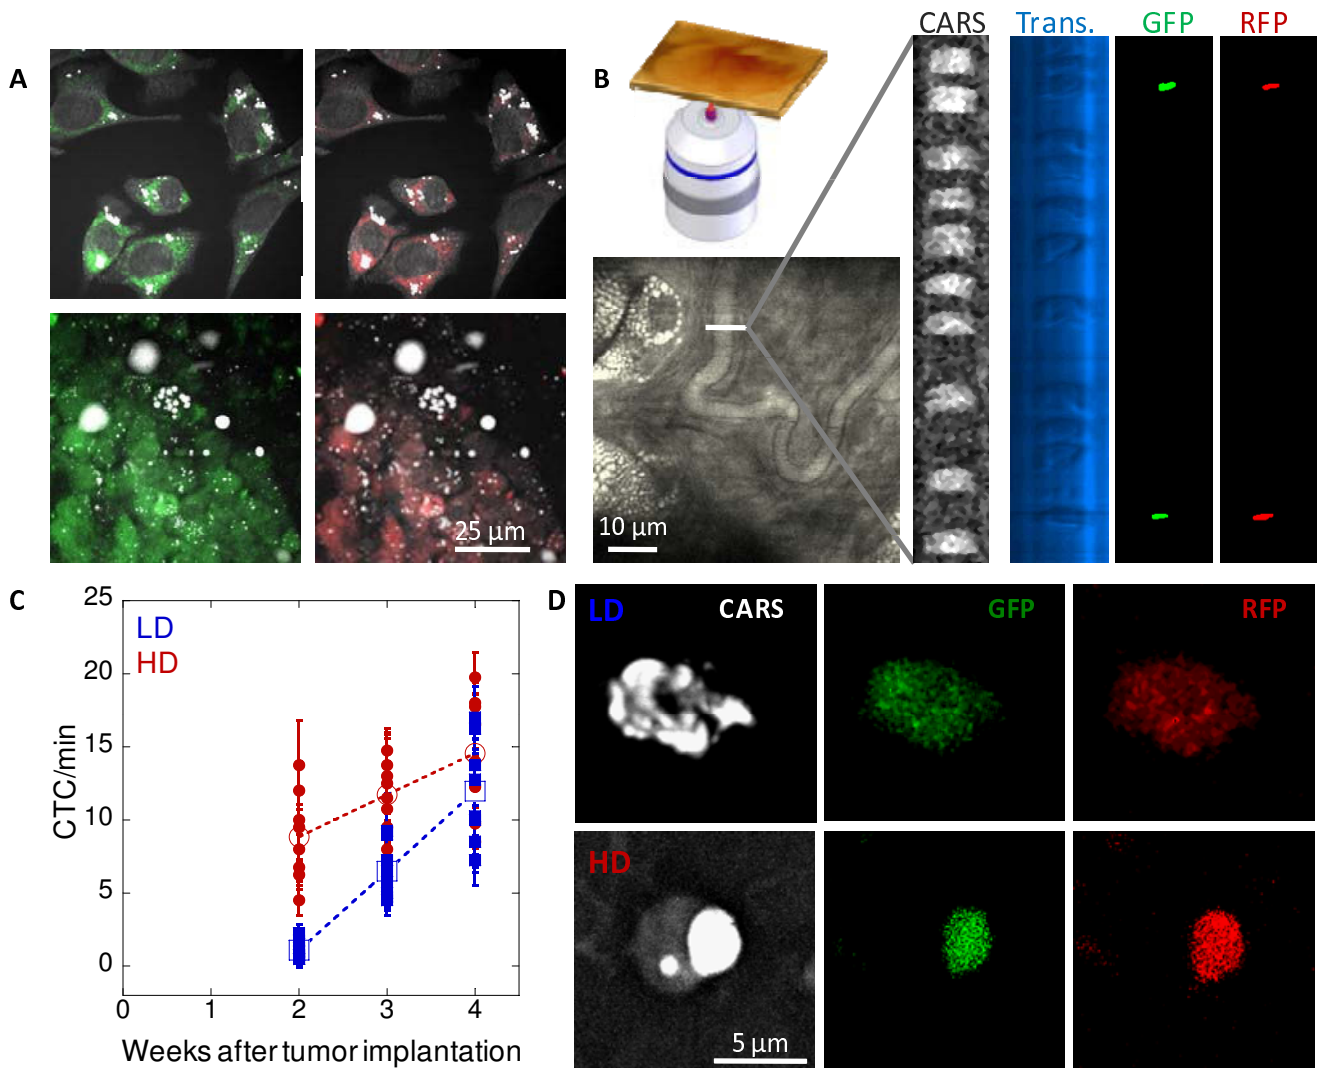 A
25 µm
B
CARS
Trans.
GFP
RFP
10 µm
C
25
20
15
10
5
0
LD
HD
CTC/min
0 1 2 3 4
Weeks after tumor implantation
D
LD CARS
GFP
RFP
HD
5 µm